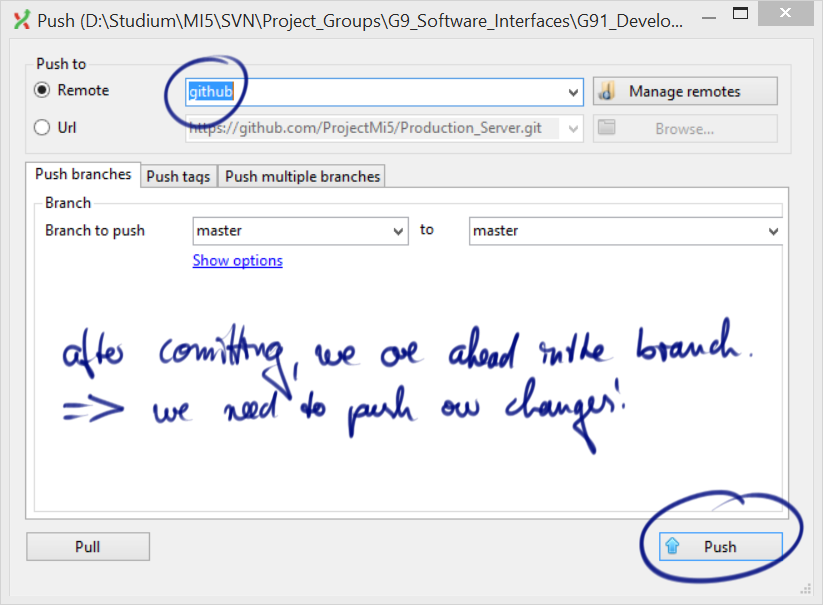 Push (D:\Studium\MI5\SVN\Project_Groups\G9_Software_Interfaces\G91_Develo...
Push to
Remote github Manage remotes
Url https://github.com/ProjectMi5/Production_Server.git Browse...
Push branches Push tags Push multiple branches
Branch
Branch to push master to master
Show options
after comitting, we are ahead in the branch.
=> we need to push our changes!
Pull Push